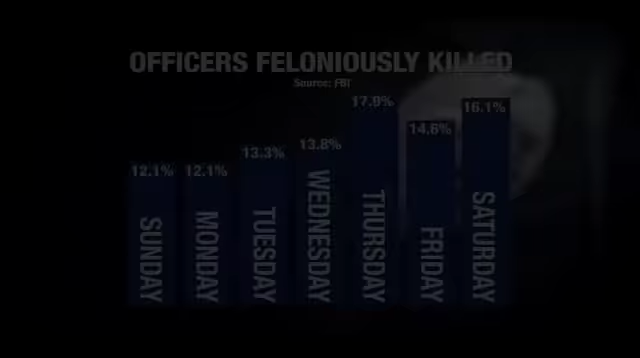 OFFICERS FELONIOUSLY KILLED
Source: FBI
17.9%
16.1%
14.6%
13.8%
13.3%
12.1%
12.1%
SUNDAY
MONDAY
TUESDAY
WEDNESDAY
THURSDAY
FRIDAY
SATURDAY